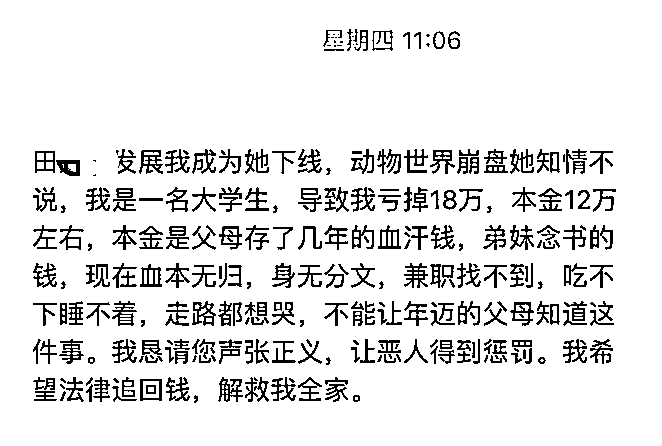 星期四 11:06
田 : 发展我成为她下线，动物世界崩盘她知情不
说，我是一名大学生，导致我亏掉18万，本金12万
左右，本金是父母存了几年的血汗钱，弟妹念书的
钱，现在血本无归，身无分文，兼职找不到，吃不
下睡不着，走路都想哭，不能让年迈的父母知道这
件事。我恳请您声张正义，让恶人得到惩罚。我希
望法律追回钱，解救我全家。